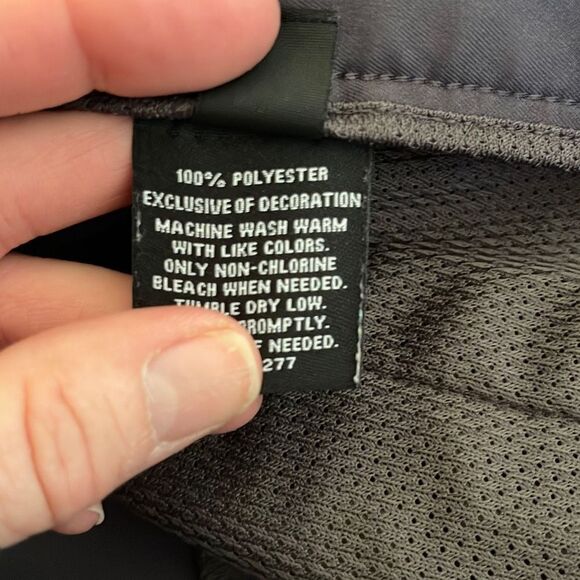 100% POLYESTER
EXCLUSIVE OF DECORATION
MACHINE WASH WARM
WITH LIKE COLORS.
ONLY NON-CHLORINE
BLEACH WHEN NEEDED.
TUMBLE DRY LOW.
PROMPTLY.
IF NEEDED.
277